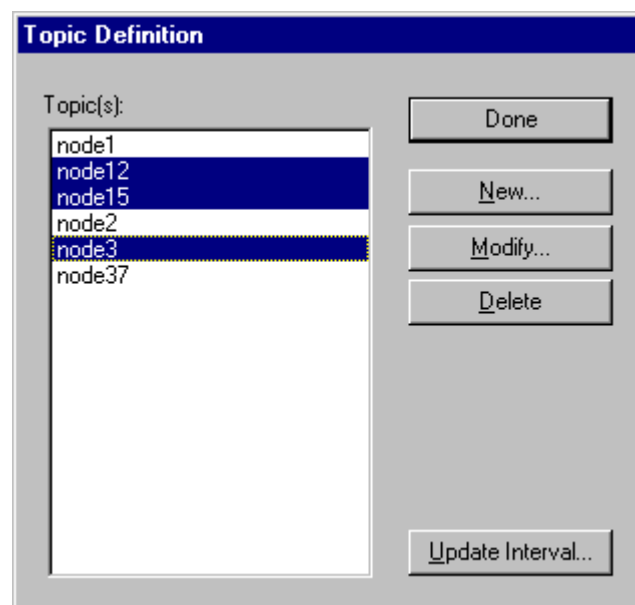 Topic Definition
Topic(s):
node1
node12
node15
node2
node3
node37
Done
New...
Modify...
Delete
Update Interval...